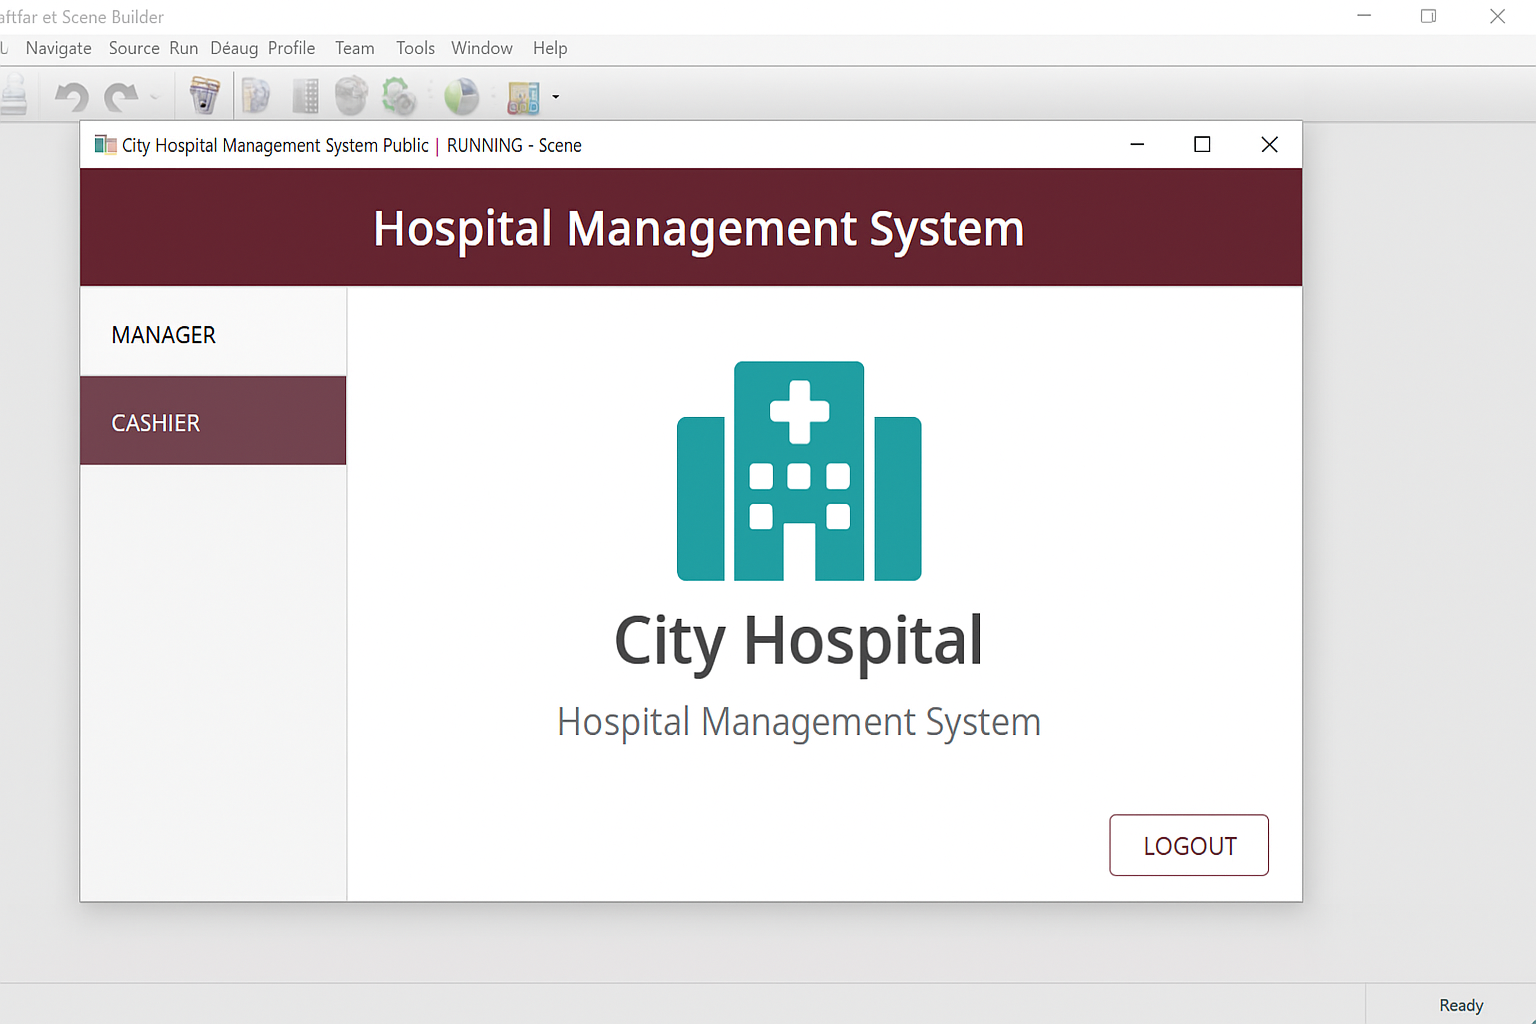 aftfar et Scene Builder
Navigate Source Run Déaug Profile Team Tools Window Help
City Hospital Management System Public | RUNNING - Scene
Hospital Management System
MANAGER
CASHIER
City Hospital
Hospital Management System
LOGOUT
Ready